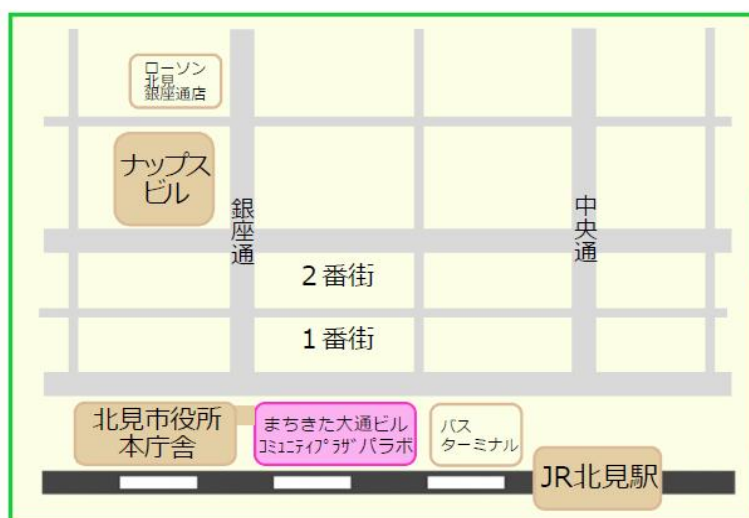 ローソン
北見
銀座通店
ナップス
ビル
銀座通
中央通
２番街
１番街
北見市役所
本庁舎
まちきた大通ビル
ｺﾐｭﾆﾃｨﾌﾟﾗｻﾞパラボ
バス
ターミナル
JR北見駅